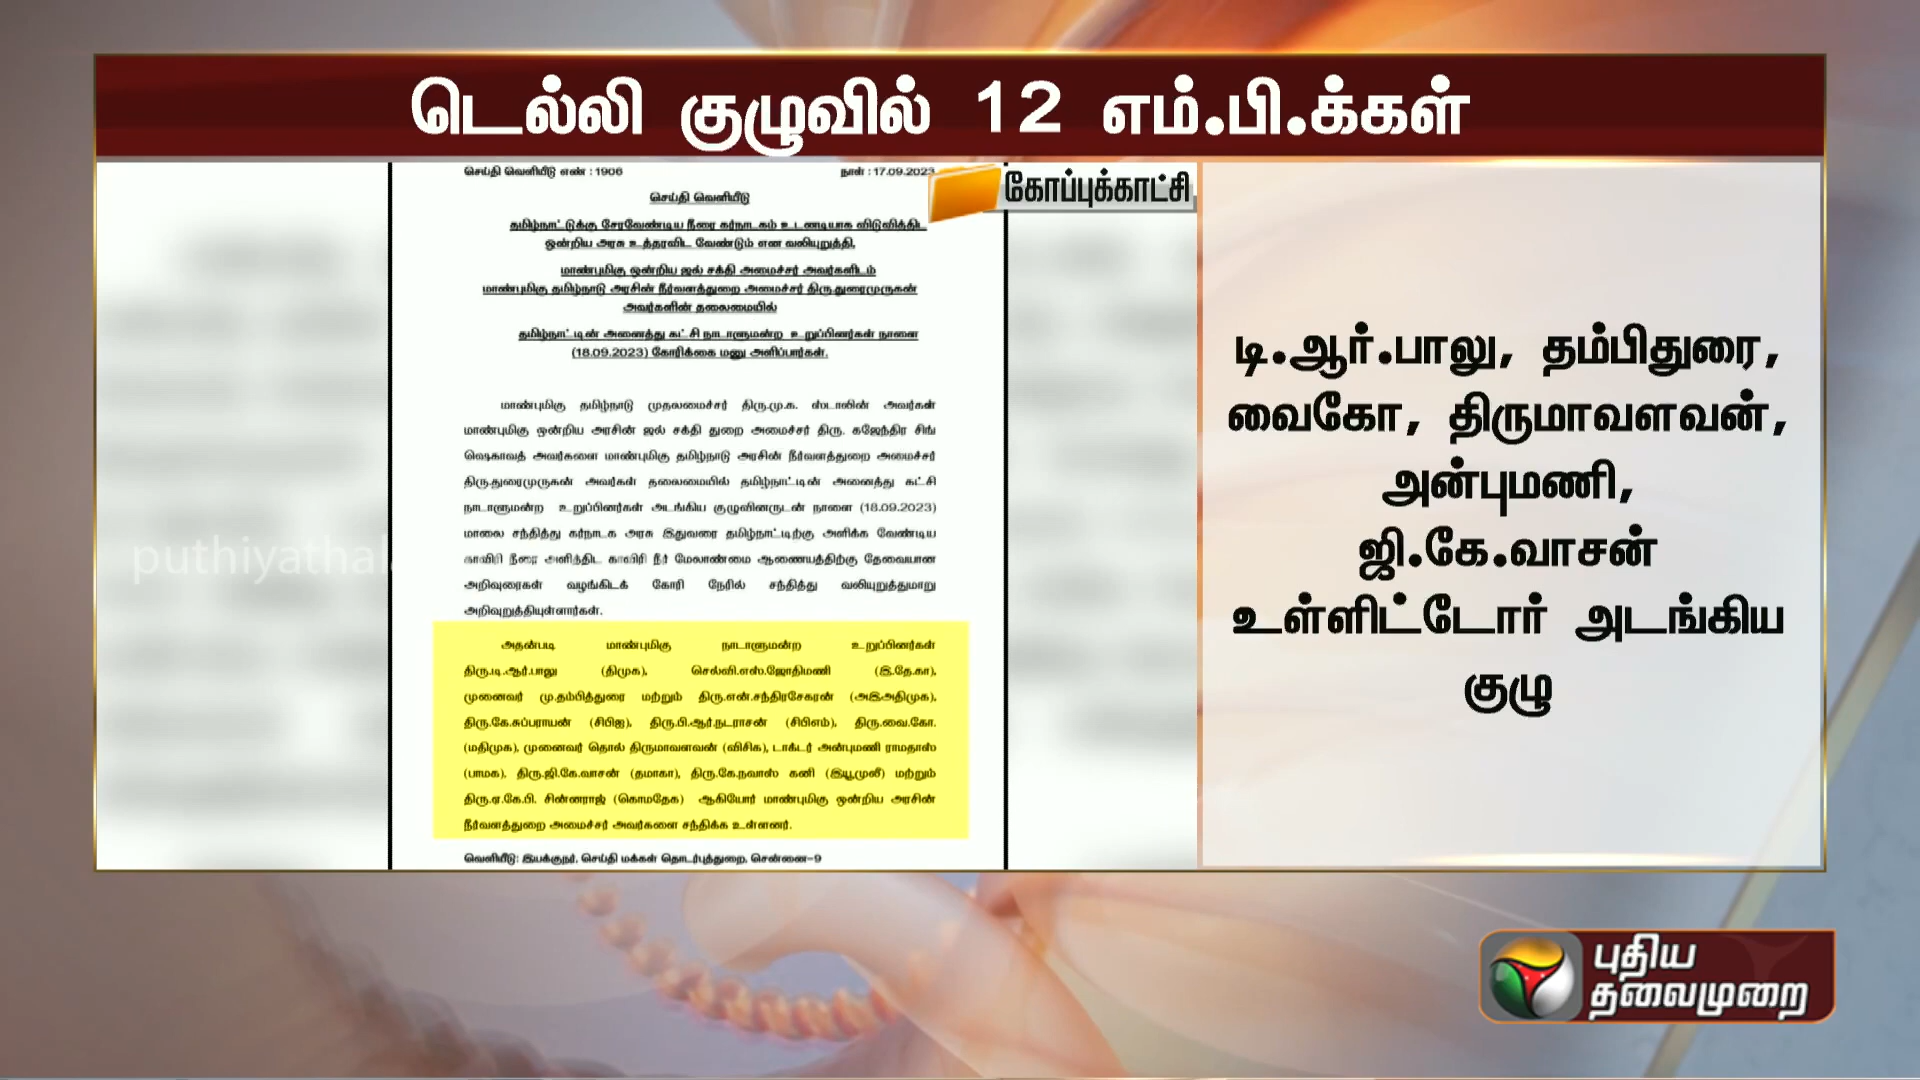 டெல்லி குழுவில் 12 எம்.பி.க்கள்
செய்தி வெளியீடு எண் : 1906
நாள் : 17.09.2023
கோப்புக்காட்சி
செய்தி வெளியீடு
தமிழ்நாட்டுக்கு சேரவேண்டிய நீரை கர்நாடகம் உடனடியாக விடுவித்திட
ஒன்றிய அரசு உத்தரவிட வேண்டும் என வலியுறுத்தி,
மாண்புமிகு ஒன்றிய ஜல் சக்தி அமைச்சர் அவர்களிடம்
மாண்புமிகு தமிழ்நாடு அரசின் நீர்வளத்துறை அமைச்சர் திரு.துரைமுருகன்
அவர்களின் தலைமையில்
தமிழ்நாட்டின் அனைத்து கட்சி நாடாளுமன்ற உறுப்பினர்கள் நாளை
(18.09.2023) கோரிக்கை மனு அளிப்பார்கள்.
மாண்புமிகு தமிழ்நாடு முதலமைச்சர் திரு.மு.க. ஸ்டாலின் அவர்கள்
மாண்புமிகு ஒன்றிய அரசின் ஜல் சக்தி துறை அமைச்சர் திரு. கஜேந்திர சிங்
ஷெகாவத் அவர்களை மாண்புமிகு தமிழ்நாடு அரசின் நீர்வளத்துறை அமைச்சர்
திரு.துரைமுருகன் அவர்கள் தலைமையில் தமிழ்நாட்டின் அனைத்து கட்சி
நாடாளுமன்ற உறுப்பினர்கள் அடங்கிய குழுவினருடன் நாளை (18.09.2023)
மாலை சந்தித்து கர்நாடக அரசு இதுவரை தமிழ்நாட்டிற்கு அளிக்க வேண்டிய
காவிரி நீரை அளித்திட காவிரி நீர் மேலாண்மை ஆணையத்திற்கு தேவையான
அறிவுரைகள் வழங்கிடக் கோரி நேரில் சந்தித்து வலியுறுத்துமாறு
அறிவுறுத்தியுள்ளார்கள்.
அதன்படி மாண்புமிகு நாடாளுமன்ற உறுப்பினர்கள்
திரு.டி.ஆர்.பாலு (திமுக), செல்வி.எஸ்.ஜோதிமணி (இ.தே.கா),
முனைவர் மு.தம்பித்துரை மற்றும் திரு.என்.சந்திரசேகரன் (அஇஅதிமுக),
திரு.கே.சுப்பராயன் (சிபிஐ), திரு.பி.ஆர்.நடராசன் (சிபிஎம்), திரு.வை.கோ.
(மதிமுக), முனைவர் தொல் திருமாவளவன் (விசிக), டாக்டர் அன்புமணி ராமதாஸ்
(பாமக), திரு.ஜி.கே.வாசன் (தமாகா), திரு.கே.நவாஸ் கனி (இயூமுலீ) மற்றும்
திரு.ஏ.கே.பி. சின்னராஜ் (கொமதேக) ஆகியோர் மாண்புமிகு ஒன்றிய அரசின்
நீர்வளத்துறை அமைச்சர் அவர்களை சந்திக்க உள்ளனர்.
வெளியீடு: இயக்குநர், செய்தி மக்கள் தொடர்புத்துறை, சென்னை-9
puthiyathal
டி.ஆர்.பாலு, தம்பிதுரை,
வைகோ, திருமாவளவன்,
அன்புமணி,
ஜி.கே.வாசன்
உள்ளிட்டோர் அடங்கிய
குழு
புதிய
தலைமுறை